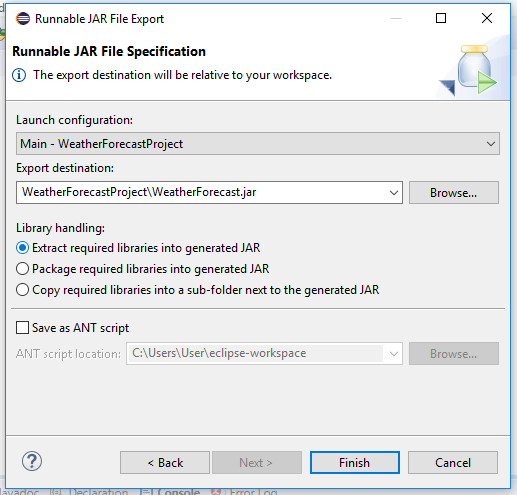 Runnable JAR File Export
Runnable JAR File Specification
The export destination will be relative to your workspace.
Launch configuration:
Main - WeatherForecastProject
Export destination:
WeatherForecastProject\WeatherForecast.jar
Browse...
Library handling:
Extract required libraries into generated JAR
Package required libraries into generated JAR
Copy required libraries into a sub-folder next to the generated JAR
Save as ANT script
ANT script location:
C:\Users\User\eclipse-workspace
Browse...
?
< Back
Next >
Finish
Cancel
Declaration
Console
Error Log